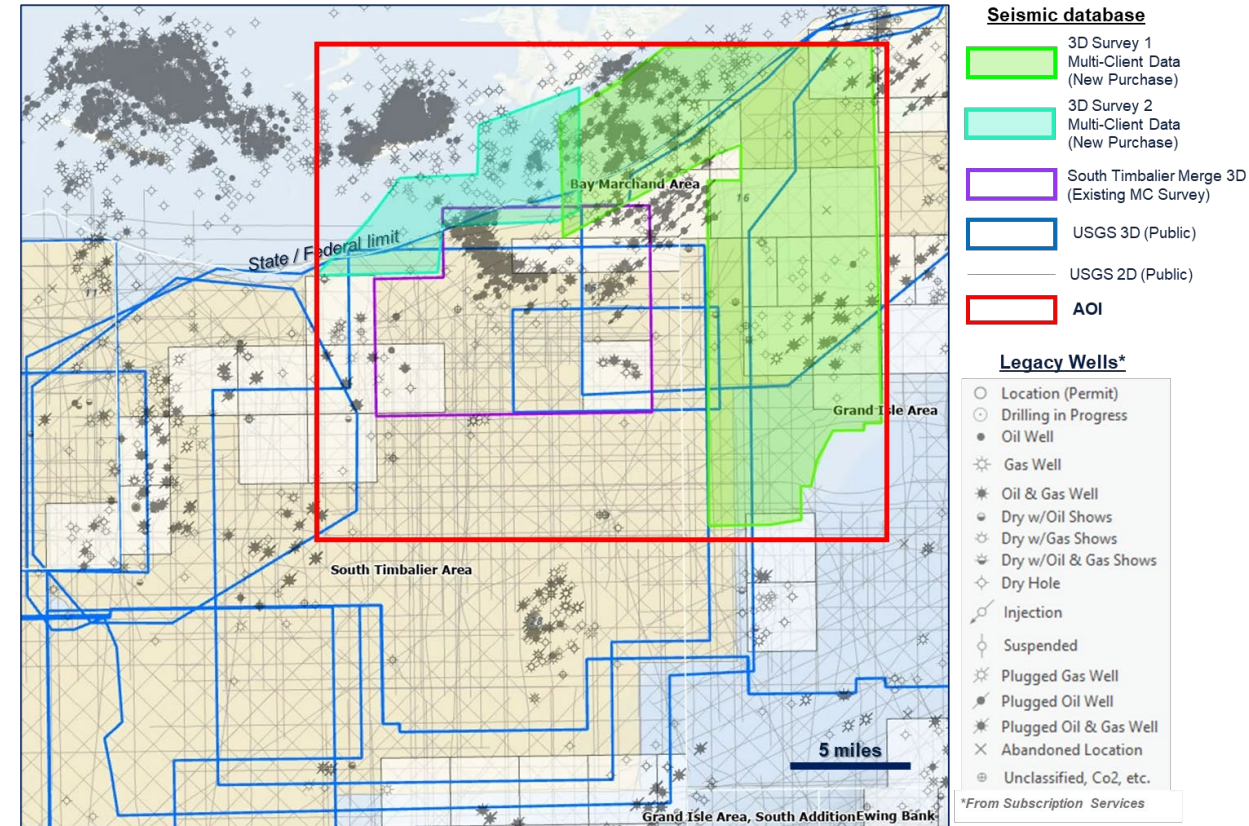 Seismic database
3D Survey 1
Multi-Client Data
(New Purchase)
3D Survey 2
Multi-Client Data
(New Purchase)
South Timbalier Merge 3D
(Existing MC Survey)
USGS 3D (Public)
USGS 2D (Public)
AOI
Legacy Wells*
Location (Permit)
Drilling in Progress
Oil Well
Gas Well
Oil & Gas Well
Dry w/Oil Shows
Dry w/Gas Shows
Dry w/Oil & Gas Shows
Dry Hole
Injection
Suspended
Plugged Gas Well
Plugged Oil Well
Plugged Oil & Gas Well
Abandoned Location
Unclassified, Co2, etc.
*From Subscription Services
Bay Marchand Area
16
State / Federal limit
11
Grand Isle Area
South Timbalier Area
5 miles
Grand Isle Area, South Addition
Ewing Bank